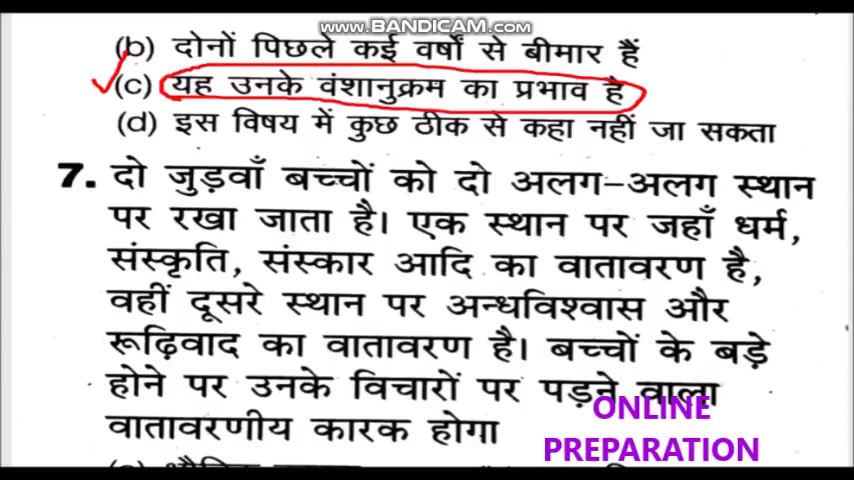 www.BANDICAM.com
(b) दोनों पिछले कई वर्षों से बीमार हैं
(c) यह उनके वंशानुक्रम का प्रभाव है
(d) इस विषय में कुछ ठीक से कहा नहीं जा सकता
7. दो जुड़वाँ बच्चों को दो अलग-अलग स्थान
पर रखा जाता है। एक स्थान पर जहाँ धर्म,
संस्कृति, संस्कार आदि का वातावरण है,
वहीं दूसरे स्थान पर अन्धविश्वास और
रूढ़िवाद का वातावरण है। बच्चों के बड़े
होने पर उनके विचारों पर पड़ने वाला
वातावरणीय कारक होगा
ONLINE
PREPARATION